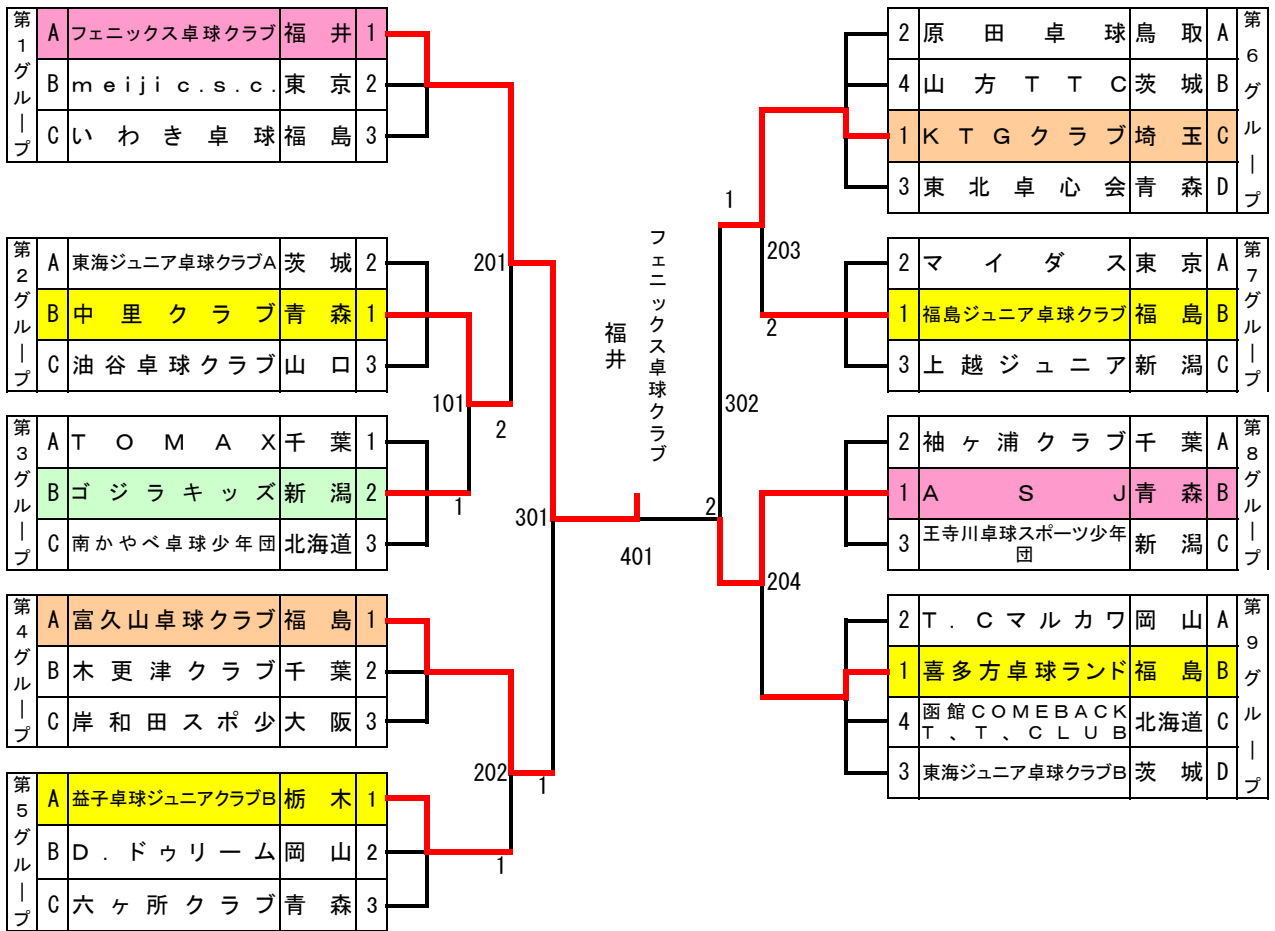 第1グループ
A フェニックス卓球クラブ 福井 1
B meiji c.s.c. 東京 2
C いわき卓球 福島 3
第2グループ
A 東海ジュニア卓球クラブA 茨城 2
B 中里クラブ 青森 1
C 油谷卓球クラブ 山口 3
第3グループ
A TOMAX 千葉 1
B ゴジラキッズ 新潟 2
C 南かやべ卓球少年団 北海道 3
第4グループ
A 富久山卓球クラブ 福島 1
B 木更津クラブ 千葉 2
C 岸和田スポ少 大阪 3
第5グループ
A 益子卓球ジュニアクラブB 栃木 1
B D.ドゥリーム 岡山 2
C 六ヶ所クラブ 青森 3
201
101
2
1
301
202
1
1
フェニックス卓球クラブ
福井
401
1
203
2
302
2
204
第6グループ
2 原田卓球 鳥取 A
4 山方TTC 茨城 B
1 KTGクラブ 埼玉 C
3 東北卓心会 青森 D
第7グループ
2 マイダス 東京 A
1 福島ジュニア卓球クラブ 福島 B
3 上越ジュニア 新潟 C
第8グループ
2 袖ヶ浦クラブ 千葉 A
1 ASJ 青森 B
3 王寺川卓球スポーツ少年
団 新潟 C
第9グループ
2 T.Cマルカワ 岡山 A
1 喜多方卓球ランド 福島 B
4 函館COMEBACK
T、T、CLUB 北海道 C
3 東海ジュニア卓球クラブB 茨城 D